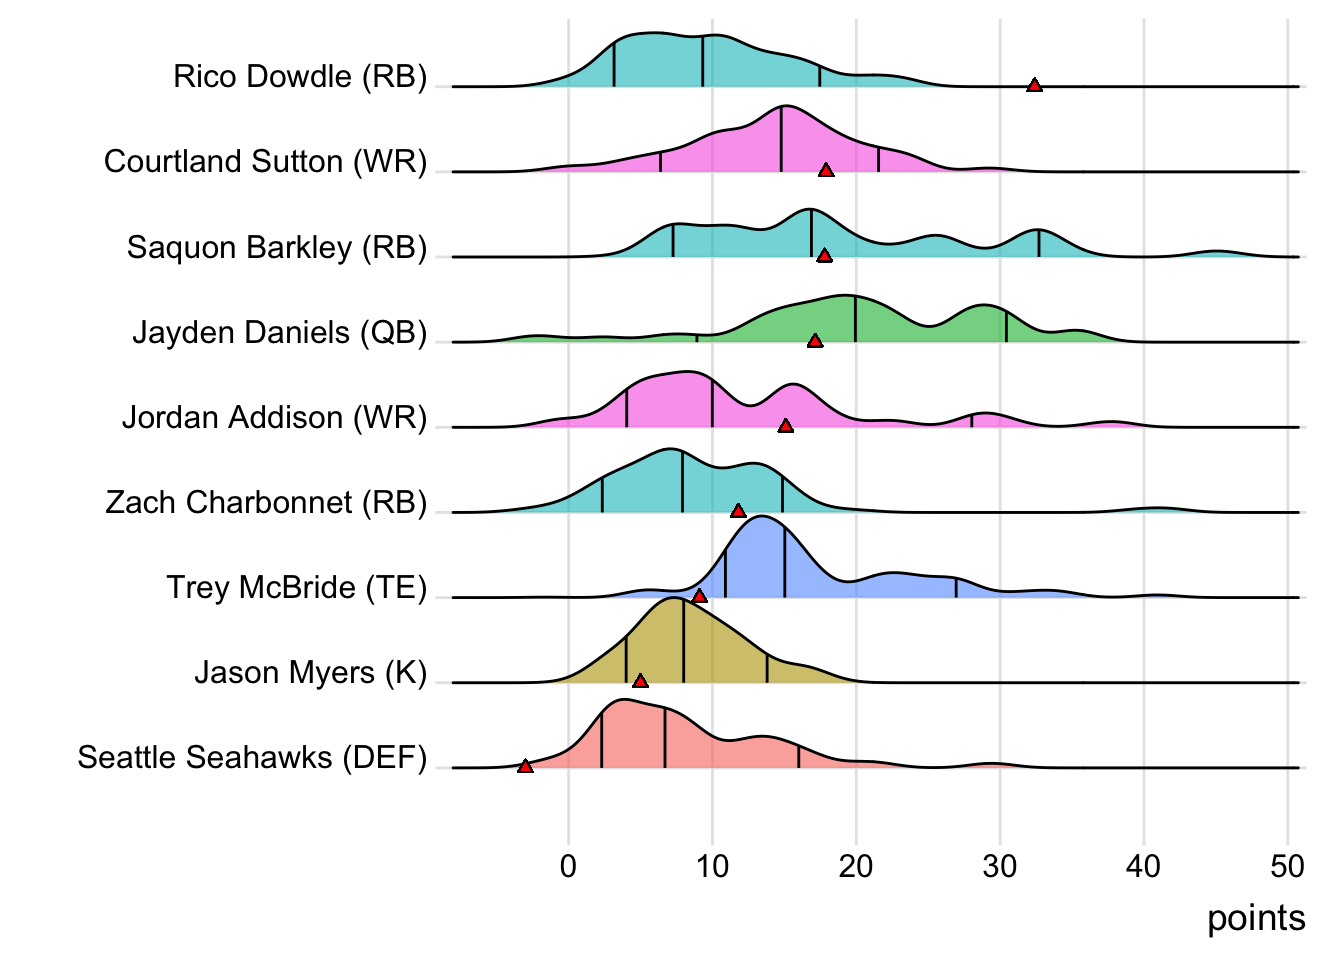 Rico Dowdle (RB)
Courtland Sutton (WR)
Saquon Barkley (RB)
Jayden Daniels (QB)
Jordan Addison (WR)
Zach Charbonnet (RB)
Trey McBride (TE)
Jason Myers (K)
Seattle Seahawks (DEF)
0 10 20 30 40 50
points